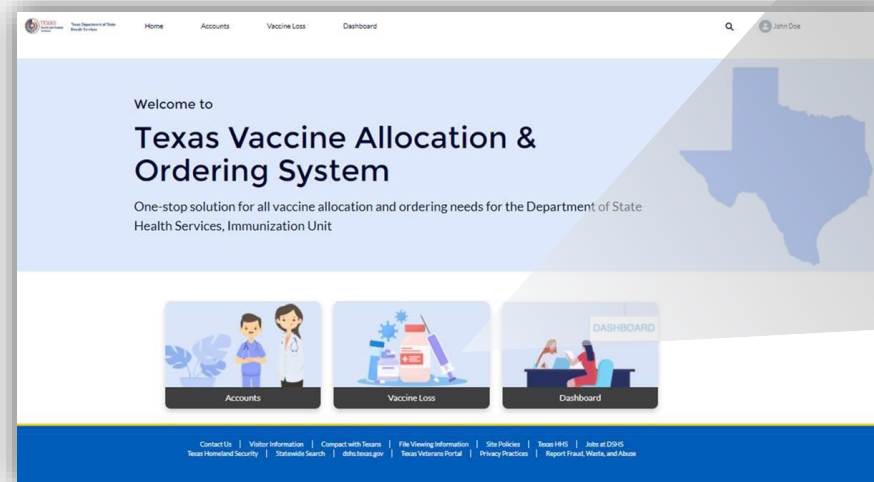 TEXAS
Texas Department of State
Health Services
Home
Accounts
Vaccine Loss
Dashboard
John Doe
Welcome to
Texas Vaccine Allocation &
Ordering System
One-stop solution for all vaccine allocation and ordering needs for the Department of State
Health Services, Immunization Unit
DASHBOARD
Accounts
Vaccine Loss
Dashboard
Contact Us | Visitor Information | Compact with Texans | File Viewing Information | Site Policies | Texas HHS | Jobs at DSHS
Texas Homeland Security | Statewide Search | dshs.texas.gov | Texas Veterans Portal | Privacy Practices | Report Fraud, Waste, and Abuse